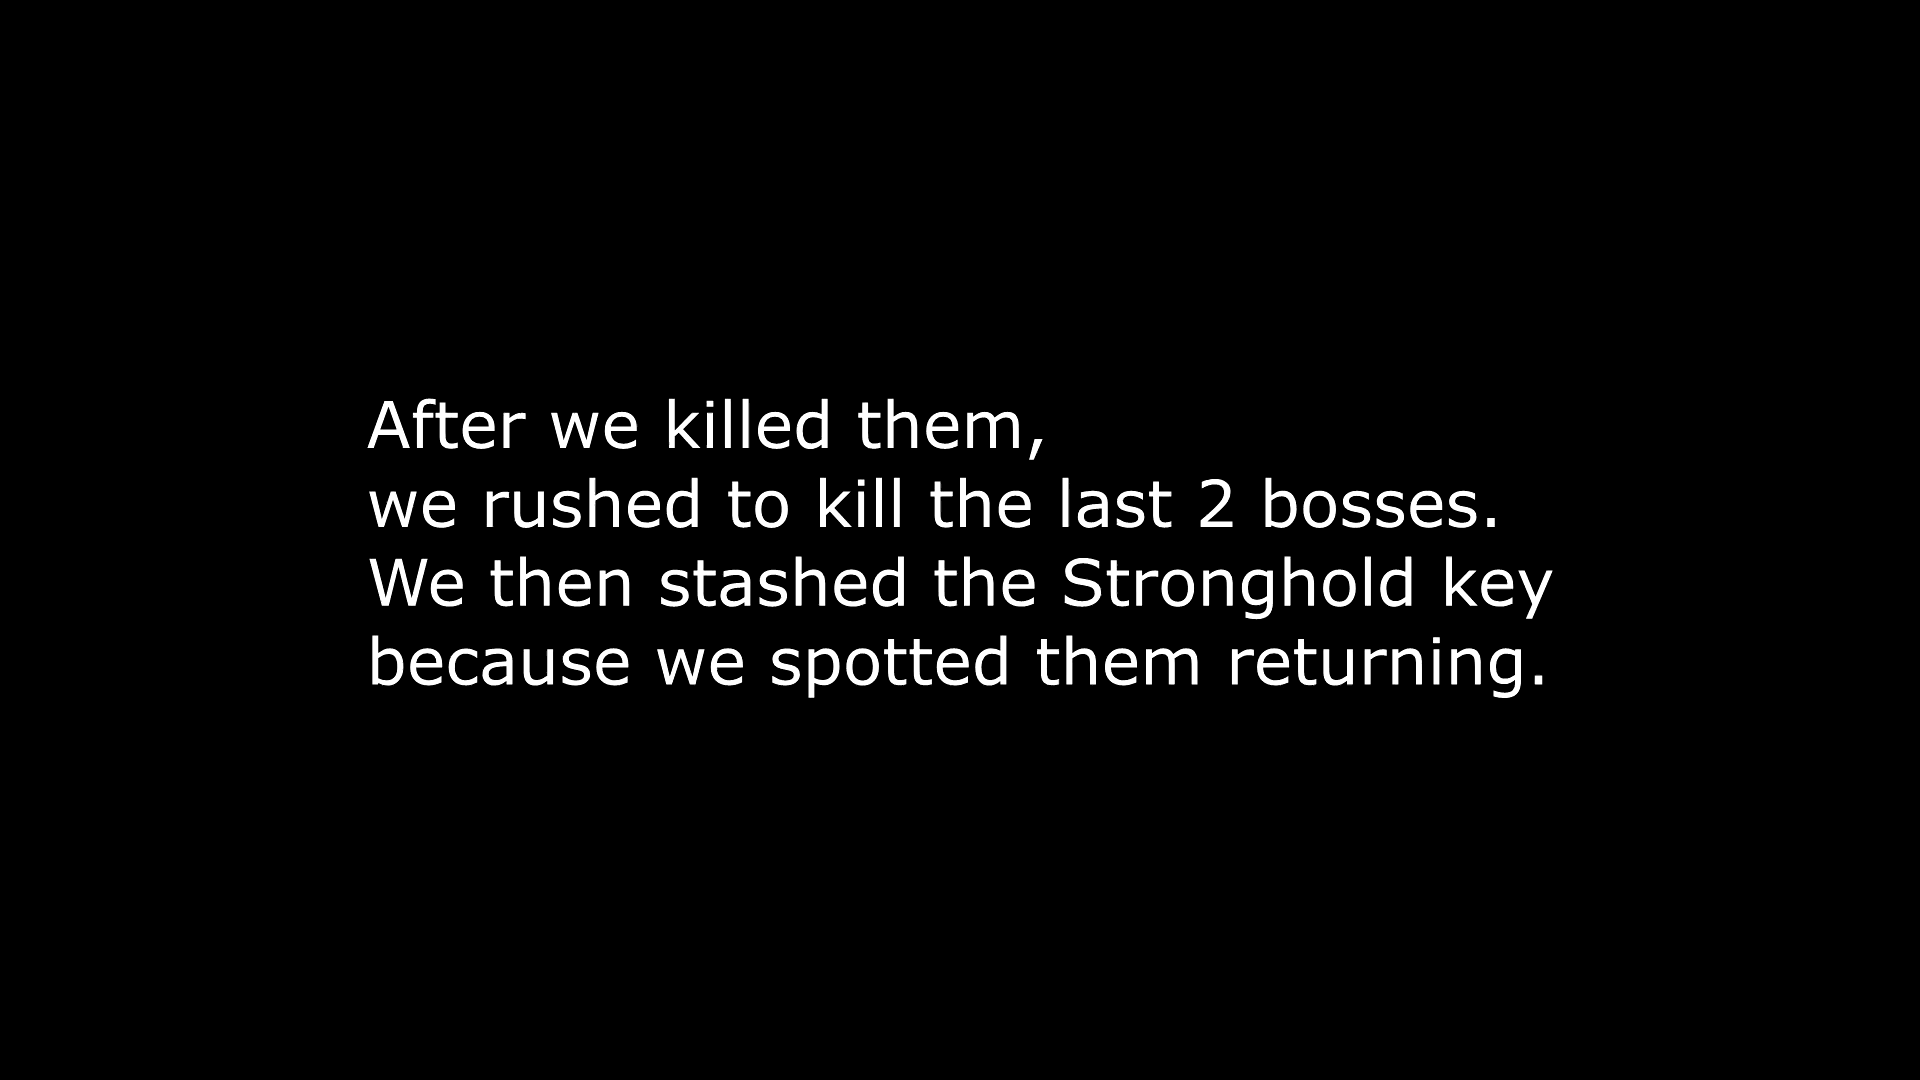 After we killed them,
we rushed to kill the last 2 bosses.
We then stashed the Stronghold key
because we spotted them returning.